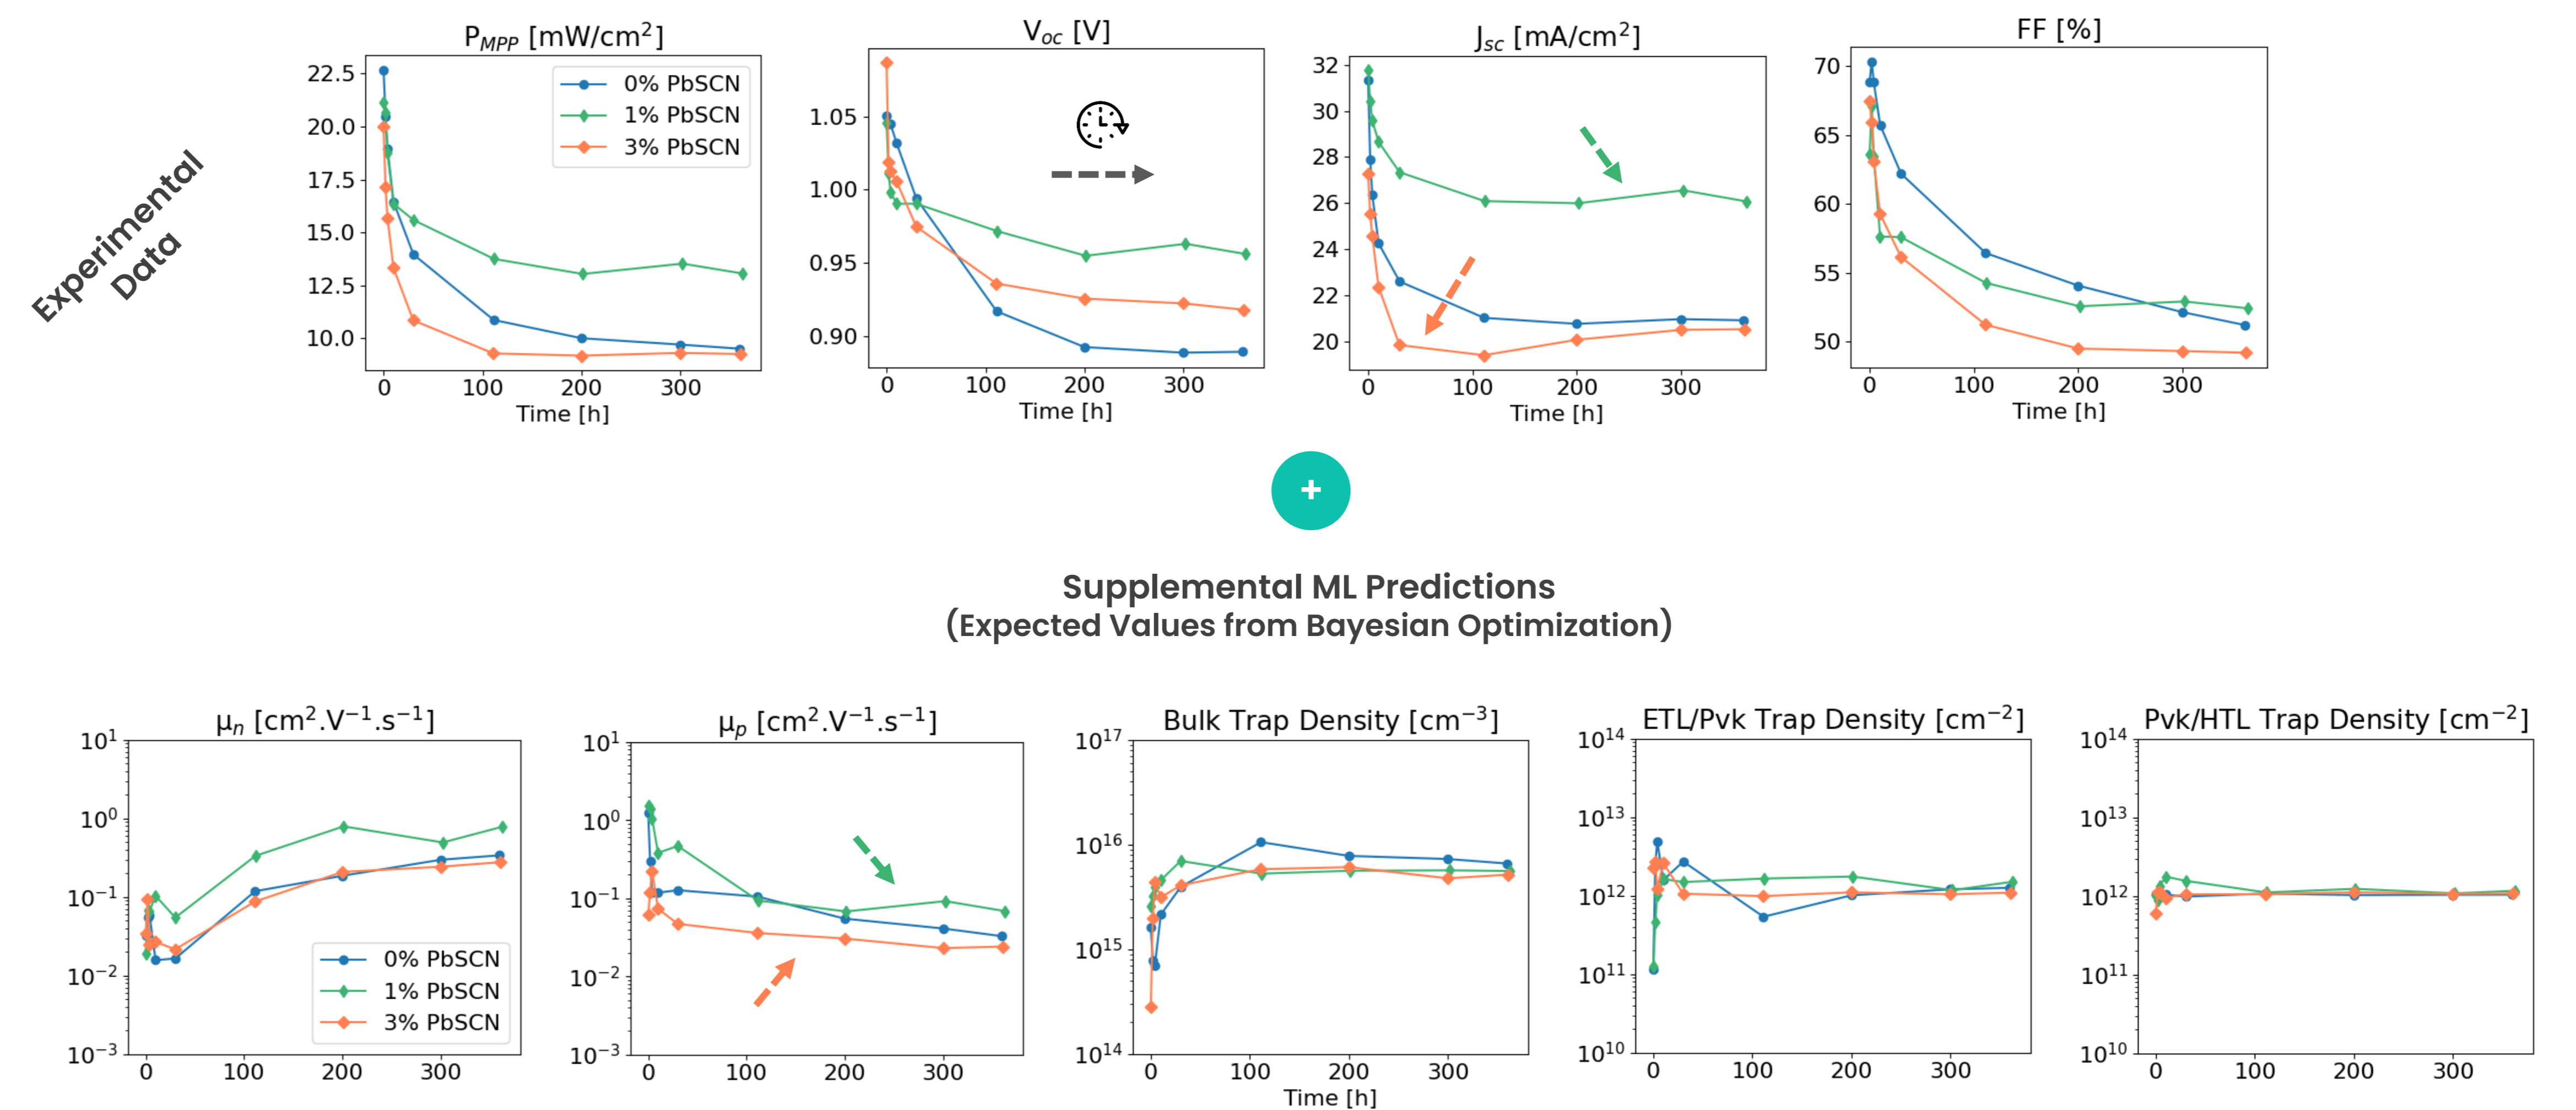 Experimental
Data
P_MPP [mW/cm²]
22.5
20.0
17.5
15.0
12.5
10.0
0% PbSCN
1% PbSCN
3% PbSCN
0 100 200 300
Time [h]
V_oc [V]
1.05
1.00
0.95
0.90
0 100 200 300
Time [h]
J_sc [mA/cm²]
32
30
28
26
24
22
20
0 100 200 300
Time [h]
FF [%]
70
65
60
55
50
0 100 200 300
Time [h]
+
Supplemental ML Predictions
(Expected Values from Bayesian Optimization)
μ_n [cm².V⁻¹.s⁻¹]
10¹
10⁰
10⁻¹
10⁻²
10⁻³
0% PbSCN
1% PbSCN
3% PbSCN
0 100 200 300
μ_p [cm².V⁻¹.s⁻¹]
10¹
10⁰
10⁻¹
10⁻²
10⁻³
0 100 200 300
Bulk Trap Density [cm⁻³]
10¹⁷
10¹⁶
10¹⁵
10¹⁴
0 100 200 300
Time [h]
ETL/Pvk Trap Density [cm⁻²]
10¹⁴
10¹³
10¹²
10¹¹
10¹⁰
0 100 200 300
Pvk/HTL Trap Density [cm⁻²]
10¹⁴
10¹³
10¹²
10¹¹
10¹⁰
0 100 200 300